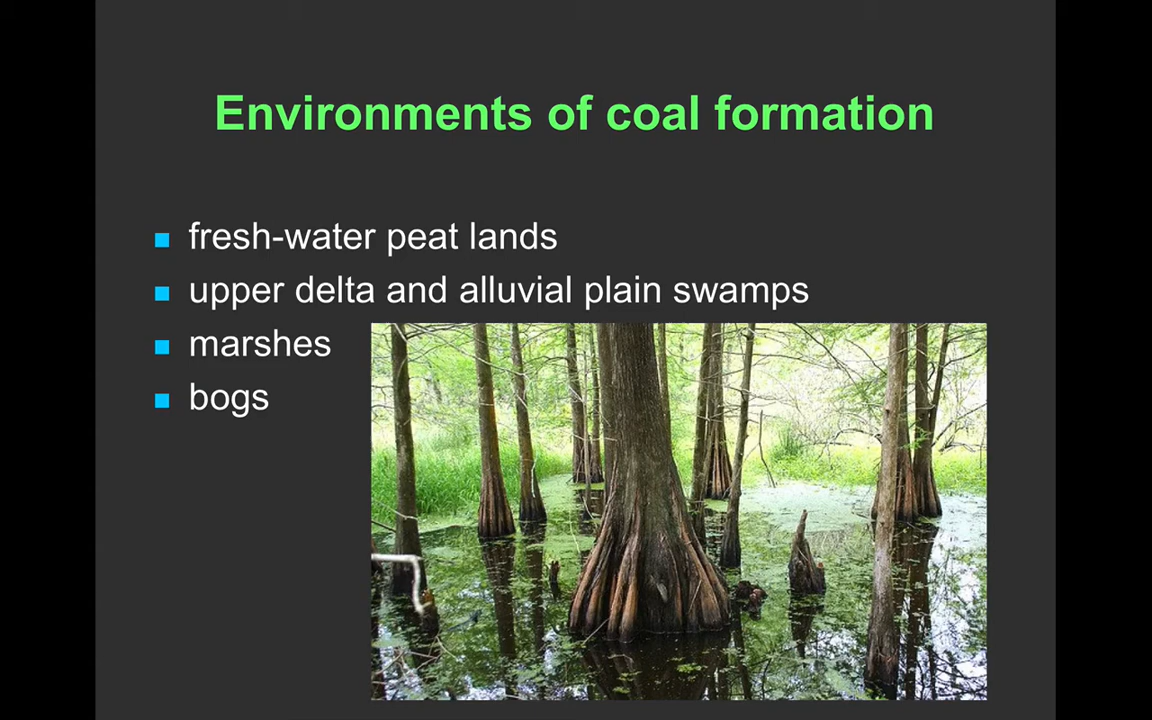 Environments of coal formation
fresh-water peat lands
upper delta and alluvial plain swamps
marshes
bogs